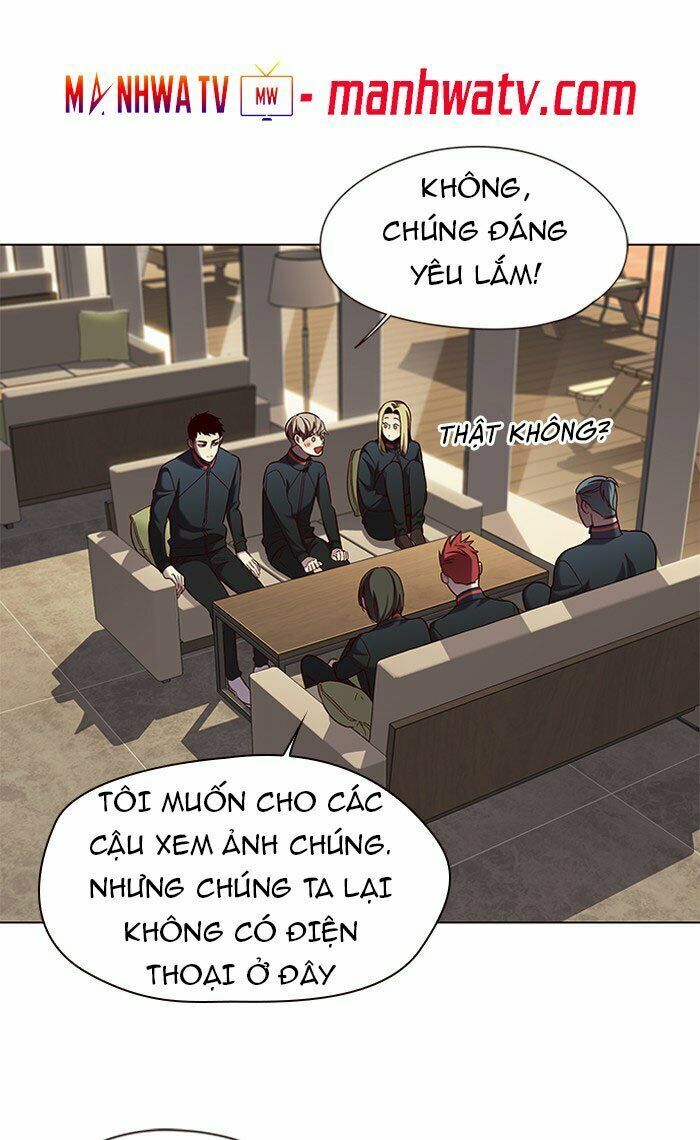 MANHWA TV MW - manhwatv.com
KHÔNG,
CHÚNG ĐÁNG
YÊU LẮM!
THẬT KHÔNG?
TÔI MUỐN CHO CÁC
CẬU XEM ẢNH CHÚNG.
NHƯNG CHÚNG TA LẠI
KHÔNG CÓ ĐIỆN
THOẠI Ở ĐÂY